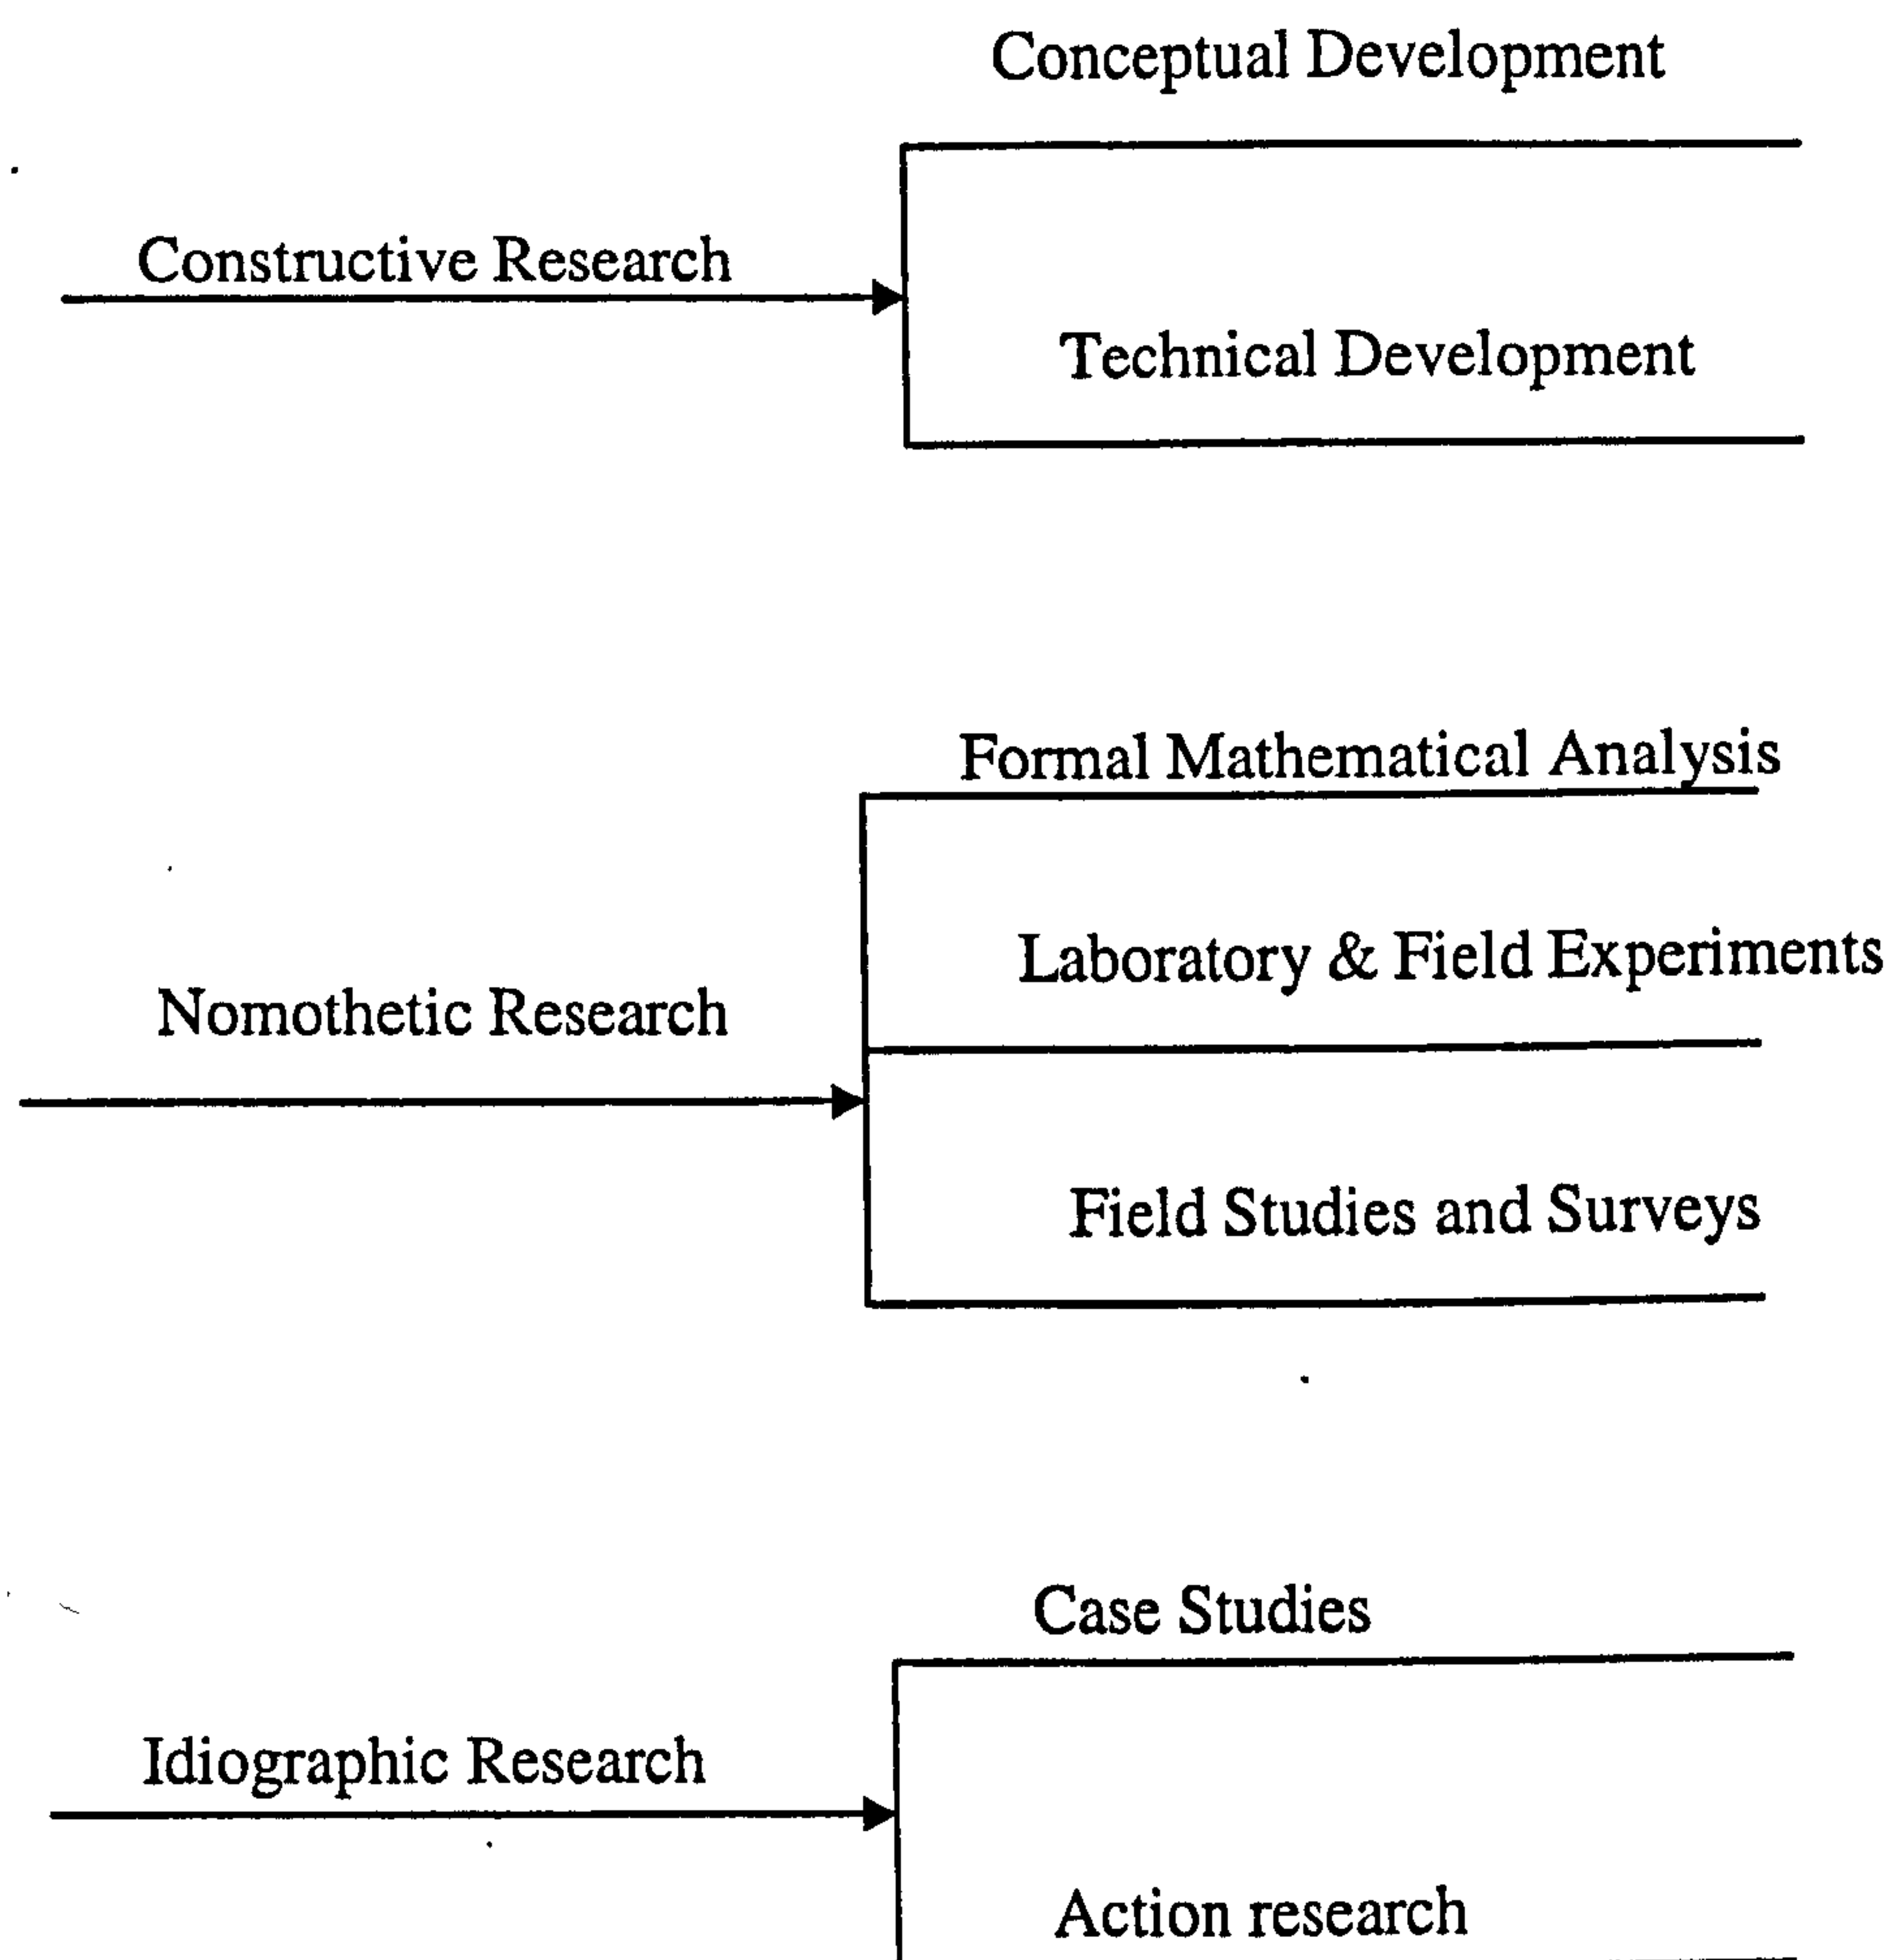 Conceptual Development
Constructive Research
Technical Development
Formal Mathematical Analysis
Laboratory & Field Experiments
Nomothetic Research
Field Studies and Surveys
Case Studies
Idiographic Research
Action research